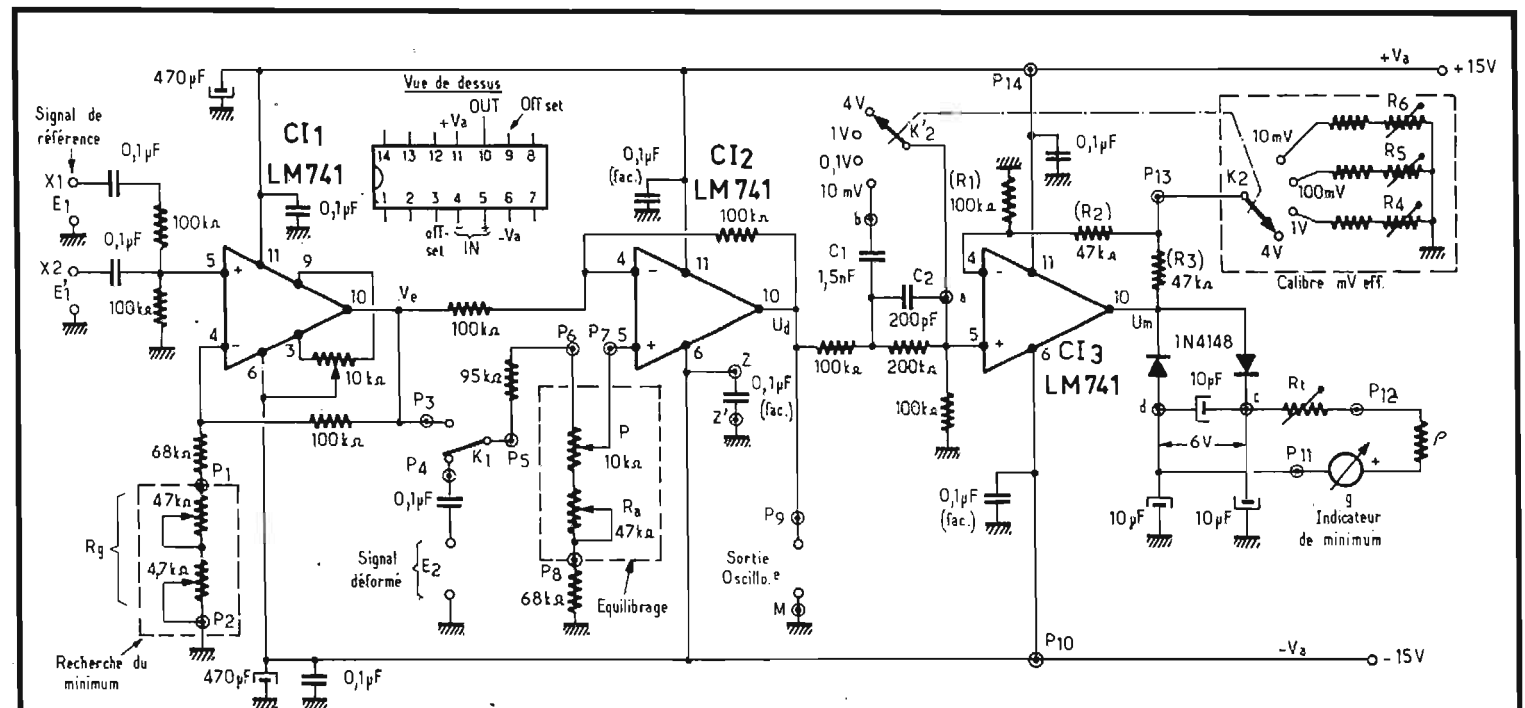 470µF
Signal de
référence
0,1µF
X1
E1
100kΩ
0,1µF
X2
E'1
100kΩ
CI1
LM741
0,1µF
5
+
4
-
11
9
10
3
6
10kΩ
Ve
100kΩ
68kΩ
P1
47kΩ
Rg
4,7kΩ
P2
Recherche du
minimum
470µF
0,1µF
Vue de dessus
OUT
+Va
Off set
14 13 12 11 10 9 8
1 2 3 4 5 6 7
- +
off-
set
IN
-Va
0,1µF
(fac.)
CI2
LM741
100kΩ
100kΩ
4
-
5
+
11
10
6
Ud
P3
K1
P4
P5
0,1µF
Signal
déformé
E2
95kΩ
P6
P7
P
10kΩ
Ra
47kΩ
P8
68kΩ
Equilibrage
Z
0,1µF
(fac.)
Z'
P9
Sortie
Oscillo.e
M
4V
1V
0,1V
10mV
K'2
b
C1
1,5nF
C2
200pF
a
100kΩ
200kΩ
100kΩ
P14
0,1µF
(R1)
100kΩ
(R2)
47kΩ
(R3)
47kΩ
4
-
5
+
11
10
6
CI3
LM741
Um
0,1µF
(fac.)
P10
1N4148
10µF
d
c
6V
Rt
P12
ρ
P11
+
g
Indicateur
de minimum
10µF
10µF
P13
K2
10mV
100mV
1V
4V
R6
R5
R4
Calibre mV eff.
+Va
+15V
-Va
-15V